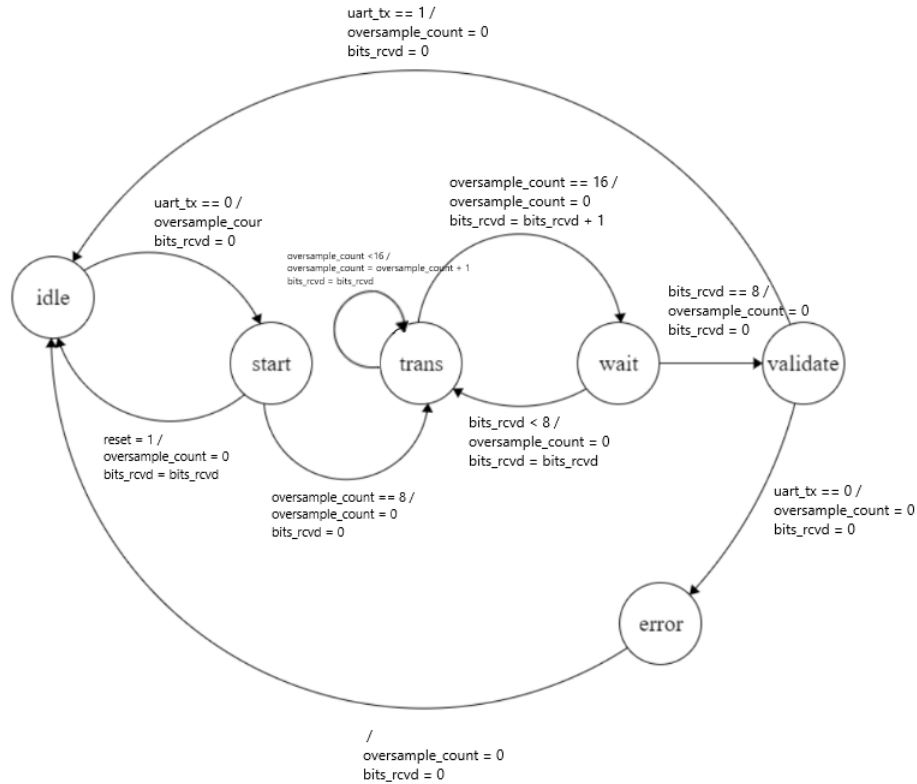 uart_tx == 1 /
oversample_count = 0
bits_rcvd = 0
oversample_count == 16 /
oversample_count = 0
bits_rcvd = bits_rcvd + 1
uart_tx == 0 /
oversample_cour
bits_rcvd = 0
oversample_count <16 /
oversample_count = oversample_count + 1
bits_rcvd = bits_rcvd
idle
bits_rcvd == 8 /
oversample_count = 0
bits_rcvd = 0
start
trans
wait
validate
reset = 1 /
oversample_count = 0
bits_rcvd = bits_rcvd
bits_rcvd < 8 /
oversample_count = 0
bits_rcvd = bits_rcvd
oversample_count == 8 /
oversample_count = 0
bits_rcvd = 0
uart_tx == 0 /
oversample_count = 0
bits_rcvd = 0
error
/
oversample_count = 0
bits_rcvd = 0